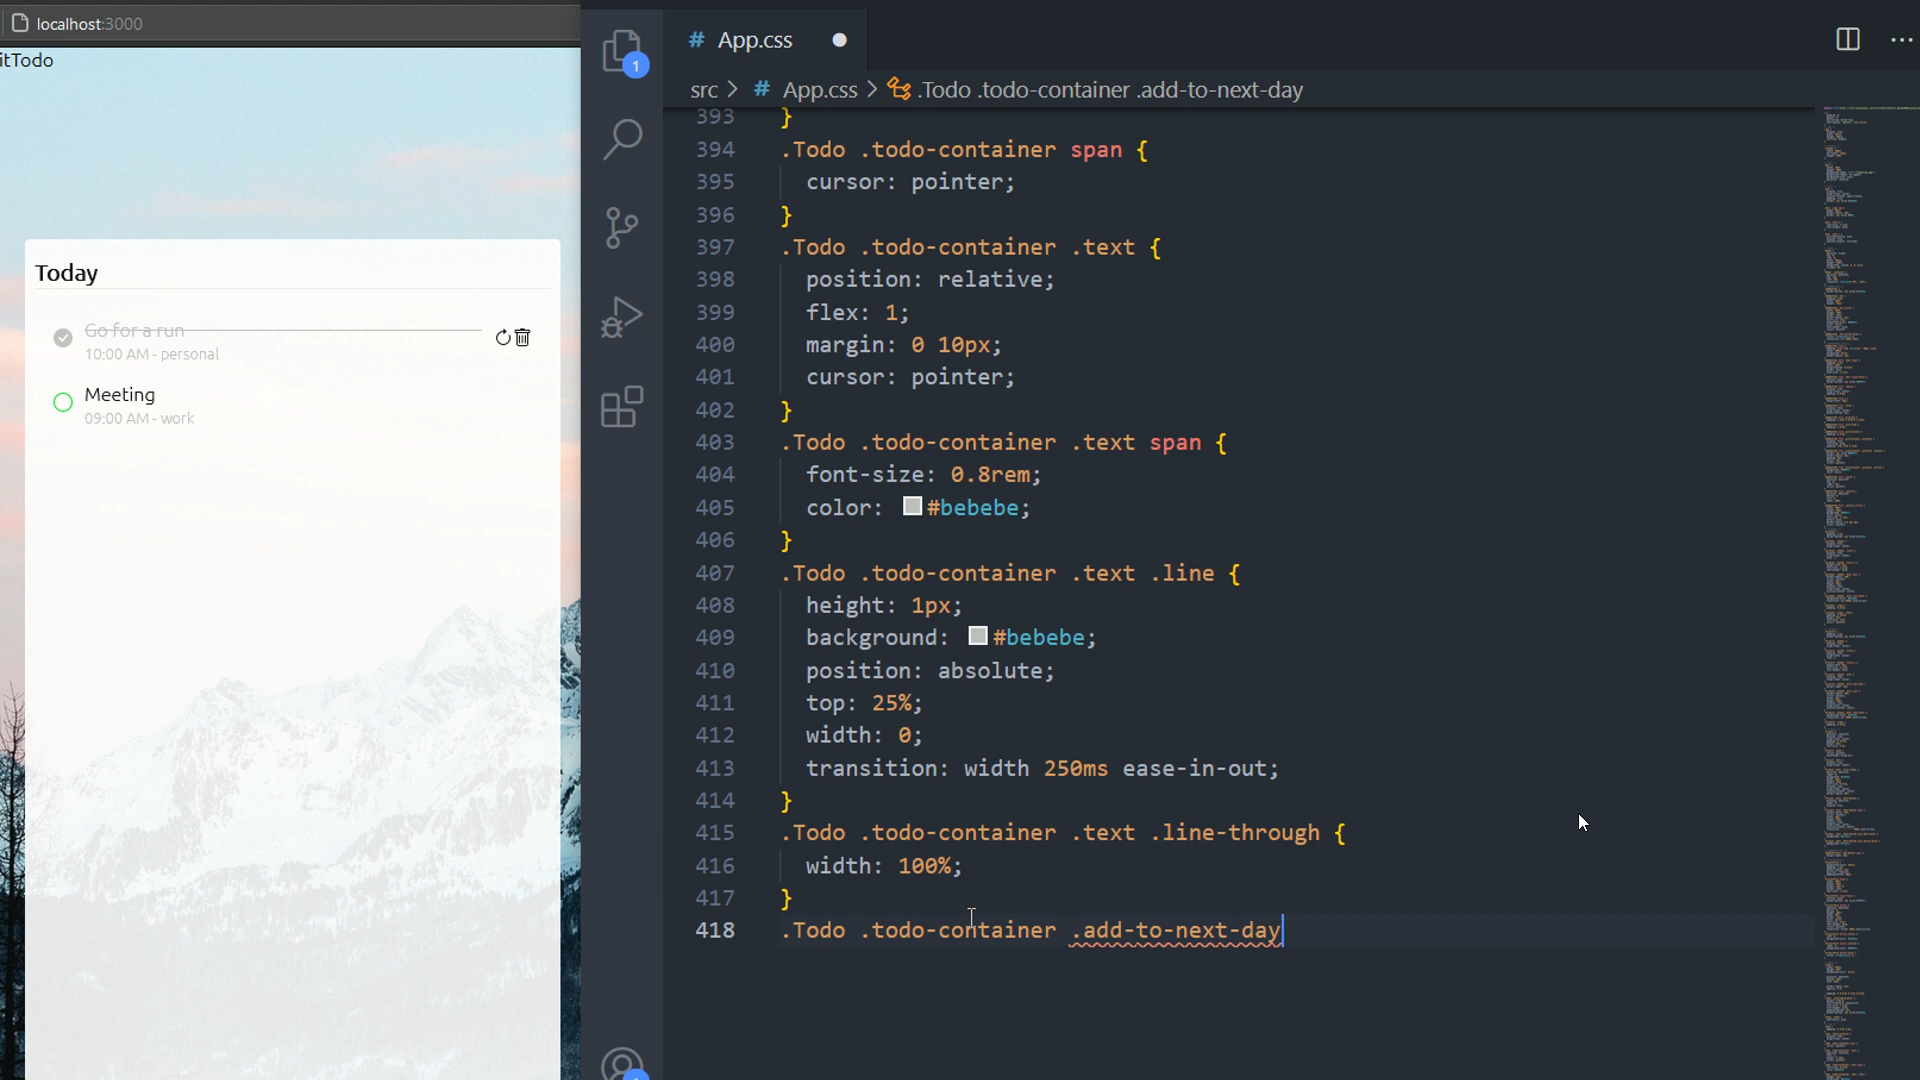 localhost:3000
itTodo
Today
Go for a run
10:00 AM - personal
Meeting
09:00 AM - work
1
# App.css
src > # App.css > .Todo .todo-container .add-to-next-day
393 }
394 .Todo .todo-container span {
395 cursor: pointer;
396 }
397 .Todo .todo-container .text {
398 position: relative;
399 flex: 1;
400 margin: 0 10px;
401 cursor: pointer;
402 }
403 .Todo .todo-container .text span {
404 font-size: 0.8rem;
405 color: #bebebe;
406 }
407 .Todo .todo-container .text .line {
408 height: 1px;
409 background: #bebebe;
410 position: absolute;
411 top: 25%;
412 width: 0;
413 transition: width 250ms ease-in-out;
414 }
415 .Todo .todo-container .text .line-through {
416 width: 100%;
417 }
418 .Todo .todo-container .add-to-next-day